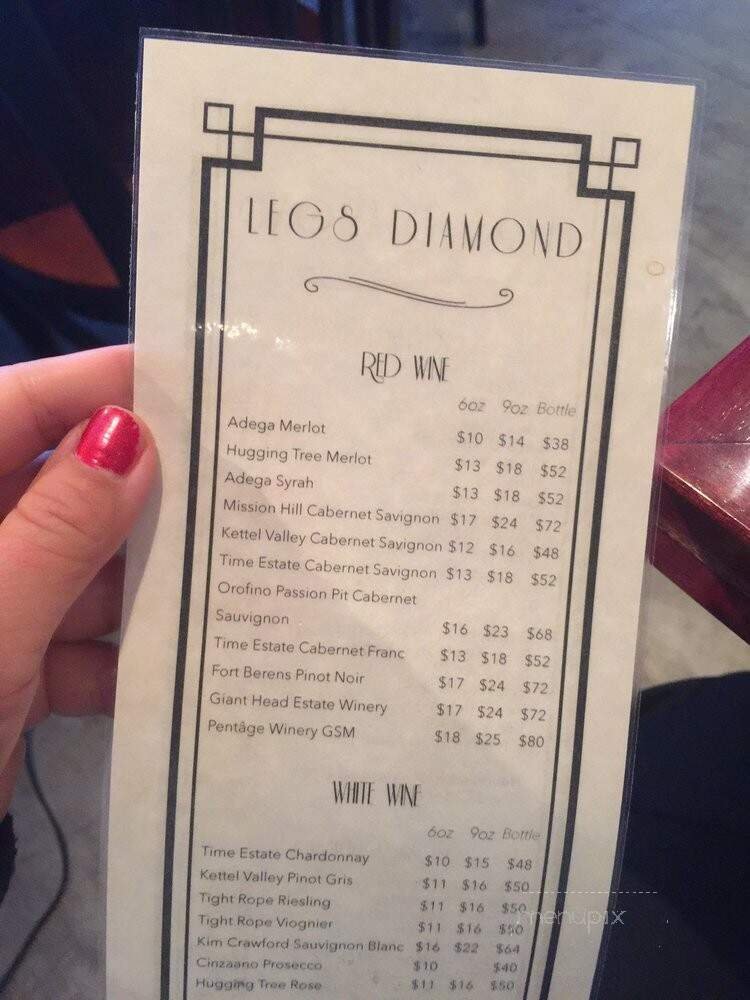 LEGS DIAMOND
RED WINE
6oz 9oz Bottle
Adega Merlot $10 $14 $38
Hugging Tree Merlot $13 $18 $52
Adega Syrah $13 $18 $52
Mission Hill Cabernet Savignon $17 $24 $72
Kettel Valley Cabernet Savignon $12 $16 $48
Time Estate Cabernet Savignon $13 $18 $52
Orofino Passion Pit Cabernet
Sauvignon $16 $23 $68
Time Estate Cabernet Franc $13 $18 $52
Fort Berens Pinot Noir $17 $24 $72
Giant Head Estate Winery $17 $24 $72
Pentâge Winery GSM $18 $25 $80
WHITE WINE
6oz 9oz Bottle
Time Estate Chardonnay $10 $15 $48
Kettel Valley Pinot Gris $11 $16 $50
Tight Rope Riesling $11 $16 $50
Tight Rope Viognier $11 $16 $50
Kim Crawford Sauvignon Blanc $16 $22 $64
Cinzaano Prosecco $10 $40
Hugging Tree Rose $11 $16 $50
menupix